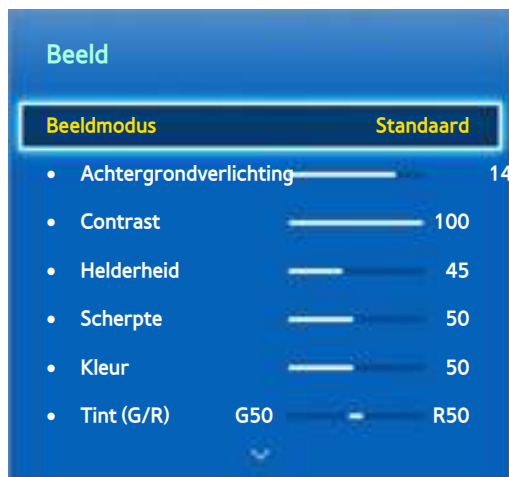 Beeld
Beeldmodus Standaard
• Achtergrondverlichting 14
• Contrast 100
• Helderheid 45
• Scherpte 50
• Kleur 50
• Tint (G/R) G50 R50